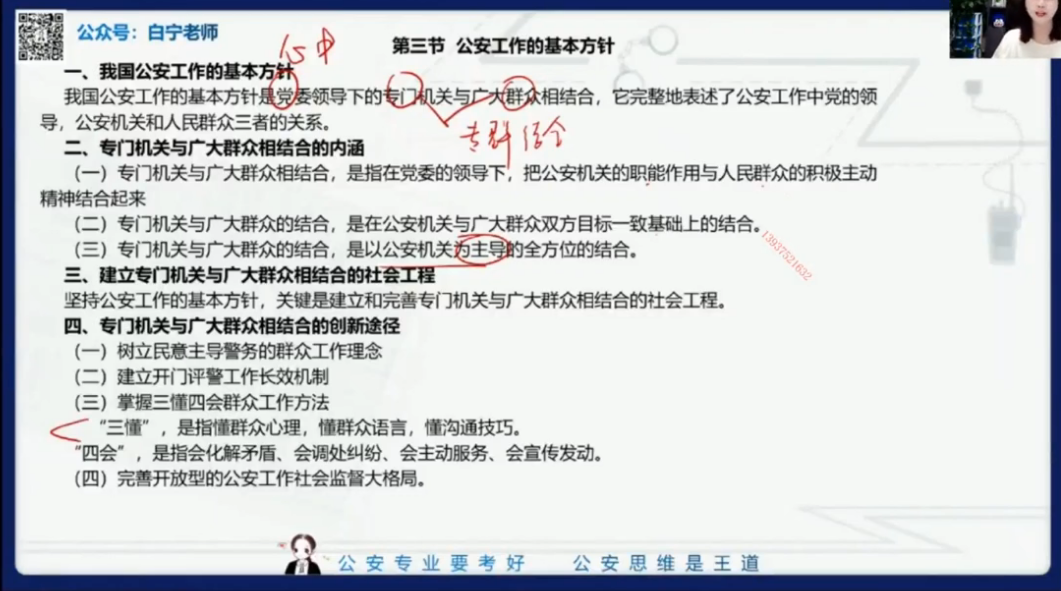 公众号：白宁老师
心中
第三节 公安工作的基本方针
一、我国公安工作的基本方针
我国公安工作的基本方针是党委领导下的专门机关与广大群众相结合，它完整地表述了公安工作中党的领
导，公安机关和人民群众三者的关系。
专群结合
二、专门机关与广大群众相结合的内涵
（一）专门机关与广大群众相结合，是指在党委的领导下，把公安机关的职能作用与人民群众的积极主动
精神结合起来
（二）专门机关与广大群众的结合，是在公安机关与广大群众双方目标一致基础上的结合。
（三）专门机关与广大群众的结合，是以公安机关为主导的全方位的结合。
13937521632
三、建立专门机关与广大群众相结合的社会工程
坚持公安工作的基本方针，关键是建立和完善专门机关与广大群众相结合的社会工程。
四、专门机关与广大群众相结合的创新途径
（一）树立民意主导警务的群众工作理念
（二）建立开门评警工作长效机制
（三）掌握三懂四会群众工作方法
“三懂”，是指懂群众心理，懂群众语言，懂沟通技巧。
“四会”，是指会化解矛盾、会调处纠纷、会主动服务、会宣传发动。
（四）完善开放型的公安工作社会监督大格局。
公安专业要考好 公安思维是王道